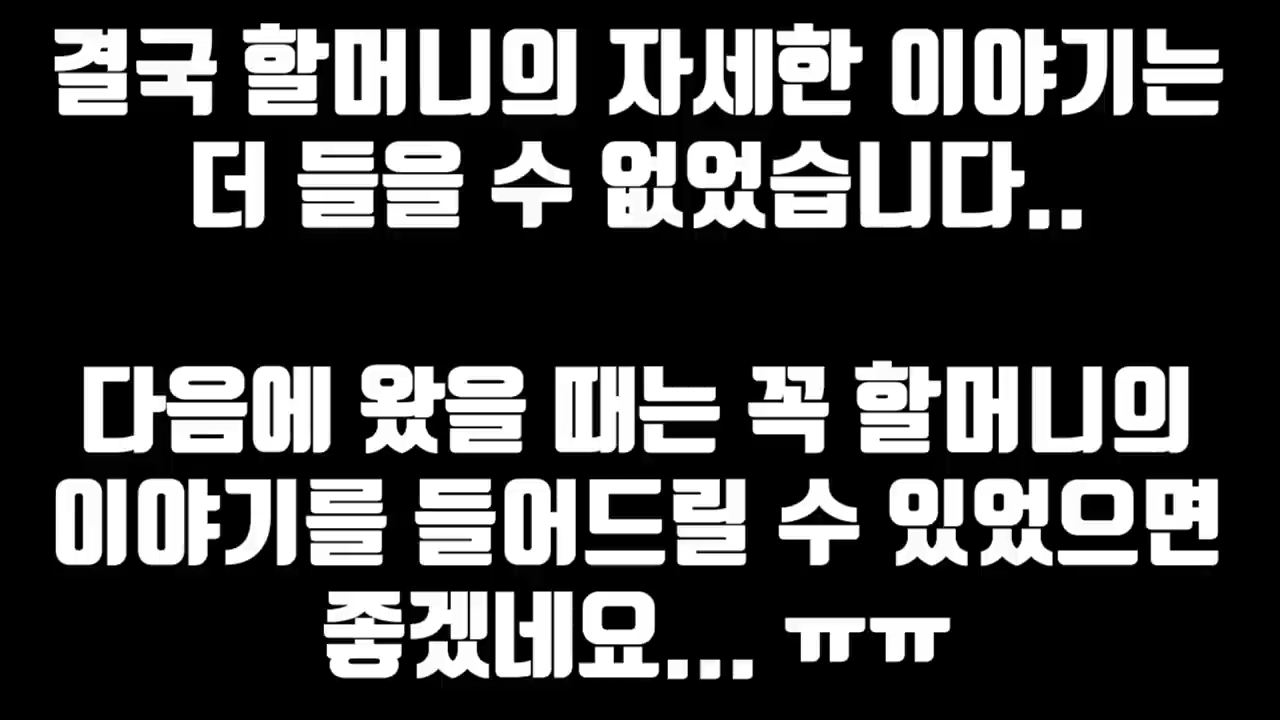 결국 할머니의 자세한 이야기는
더 들을 수 없었습니다..
다음에 왔을 때는 꼭 할머니의
이야기를 들어드릴 수 있었으면
좋겠네요... ㅠㅠ